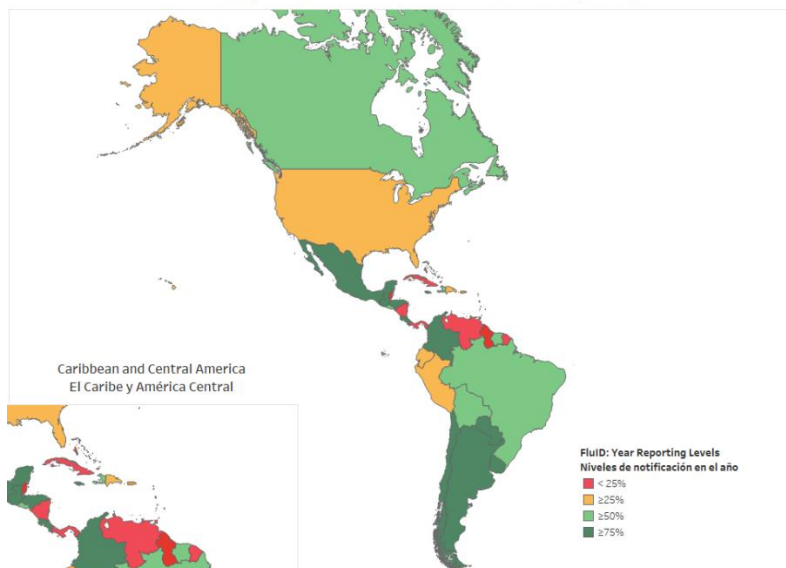 Caribbean and Central America
El Caribe y América Central
FluID: Year Reporting Levels
Niveles de notificación en el año
< 25%
≥25%
≥50%
≥75%